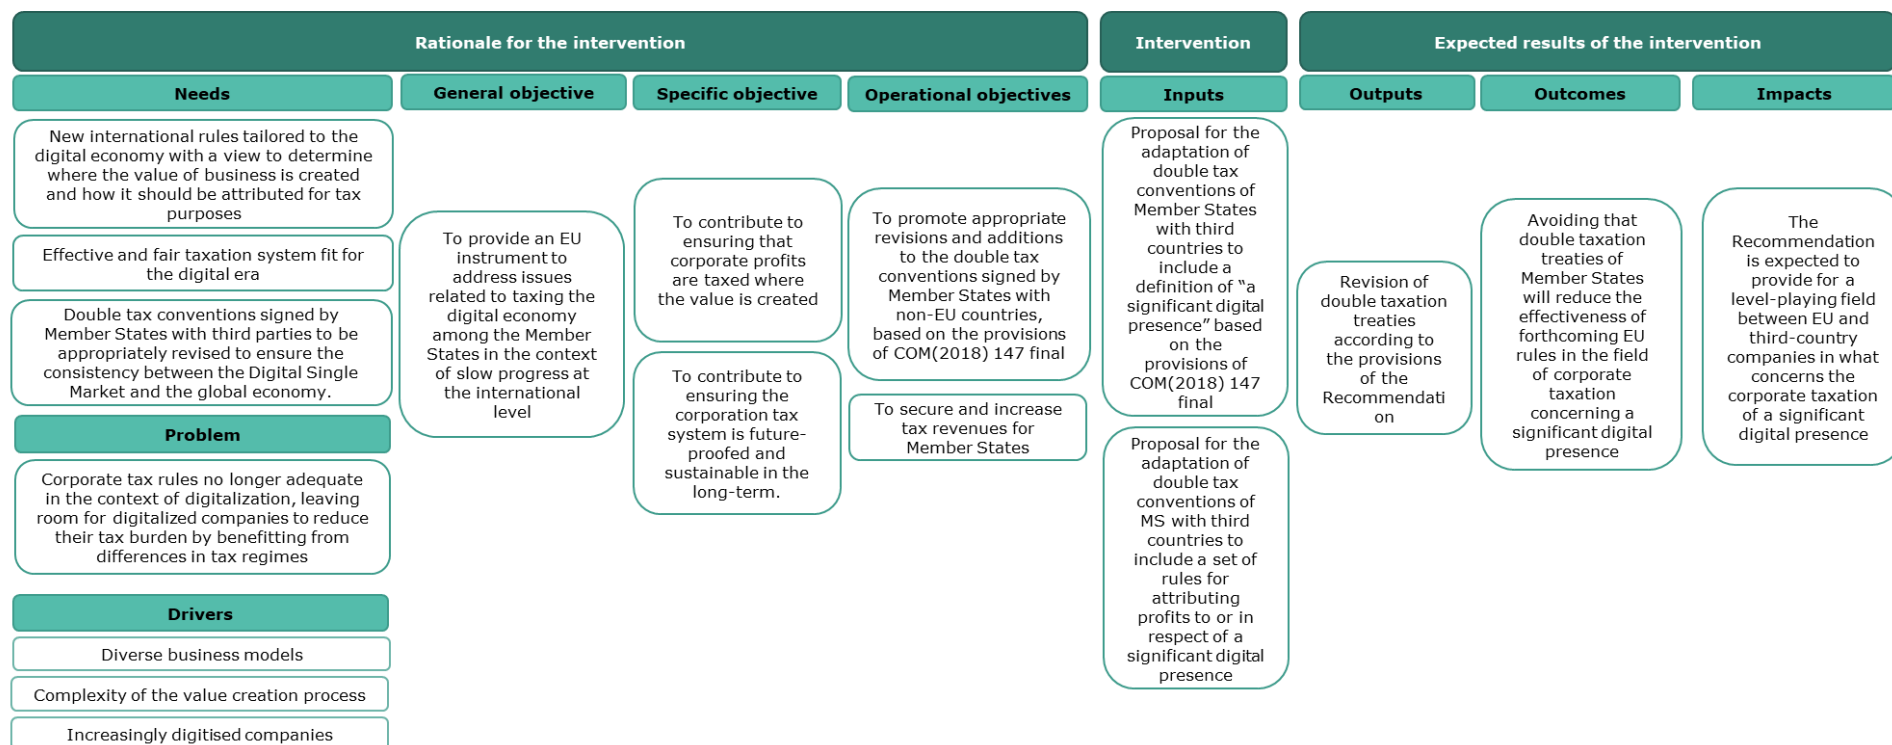 Rationale for the intervention
Intervention
Expected results of the intervention
Needs
General objective
Specific objective
Operational objectives
Inputs
Outputs
Outcomes
Impacts
New international rules tailored to the
digital economy with a view to determine
where the value of business is created
and how it should be attributed for tax
purposes
Effective and fair taxation system fit for
the digital era
Double tax conventions signed by
Member States with third parties to be
appropriately revised to ensure the
consistency between the Digital Single
Market and the global economy.
Problem
Corporate tax rules no longer adequate
in the context of digitalization, leaving
room for digitalized companies to reduce
their tax burden by benefitting from
differences in tax regimes
Drivers
Diverse business models
Complexity of the value creation process
Increasingly digitised companies
To provide an EU
instrument to
address issues
related to taxing the
digital economy
among the Member
States in the context
of slow progress at
the international
level
To contribute to
ensuring that
corporate profits
are taxed where
the value is created
To contribute to
ensuring the
corporation tax
system is future-
proofed and
sustainable in the
long-term.
To promote appropriate
revisions and additions
to the double tax
conventions signed by
Member States with
non-EU countries,
based on the provisions
of COM(2018) 147 final
To secure and increase
tax revenues for
Member States
Proposal for the
adaptation of
double tax
conventions of
Member States
with third
countries to
include a
definition of “a
significant digital
presence” based
on the
provisions of
COM(2018) 147
final
Proposal for the
adaptation of
double tax
conventions of
MS with third
countries to
include a set of
rules for
attributing
profits to or in
respect of a
significant digital
presence
Revision of
double taxation
treaties
according to
the provisions
of the
Recommendati
on
Avoiding that
double taxation
treaties of
Member States
will reduce the
effectiveness of
forthcoming EU
rules in the field
of corporate
taxation
concerning a
significant digital
presence
The
Recommendation
is expected to
provide for a
level-playing field
between EU and
third-country
companies in what
concerns the
corporate taxation
of a significant
digital presence